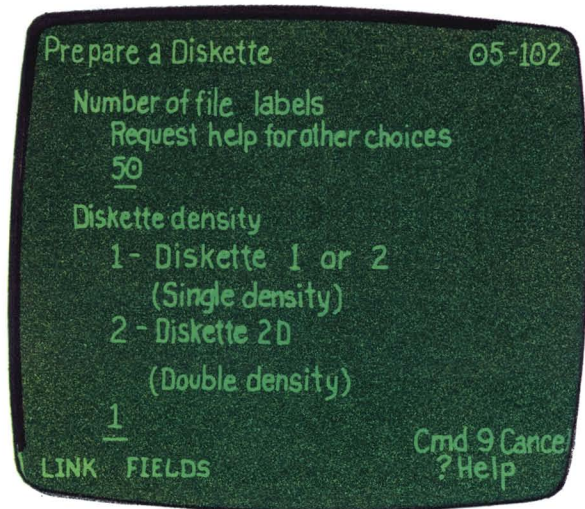 Prepare a Diskette 05-102
Number of file labels
Request help for other choices
50
Diskette density
1- Diskette 1 or 2
(Single density)
2 - Diskette 2D
(Double density)
1
Cmd 9 Cance
LINK FIELDS ? Help